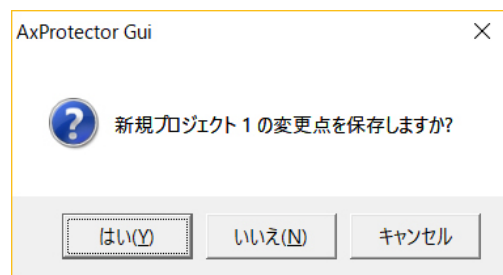 AxProtector Gui
新規プロジェクト 1 の変更点を保存しますか?
はい(Y)
いいえ(N)
キャンセル